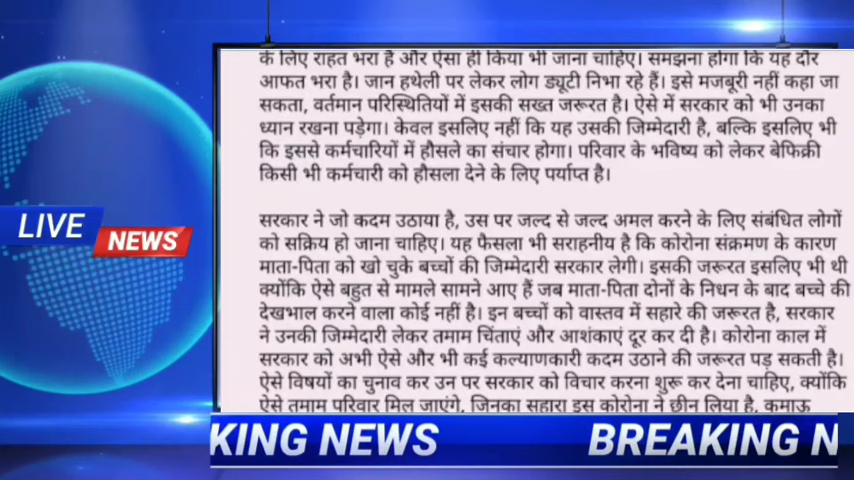 के लिए राहत भरा है और ऐसा ही किया भी जाना चाहिए। समझना होगा कि यह दौर
आफत भरा है। जान हथेली पर लेकर लोग ड्यूटी निभा रहे हैं। इसे मजबूरी नहीं कहा जा
सकता, वर्तमान परिस्थितियों में इसकी सख्त जरूरत है। ऐसे में सरकार को भी उनका
ध्यान रखना पड़ेगा। केवल इसलिए नहीं कि यह उसकी जिम्मेदारी है, बल्कि इसलिए भी
कि इससे कर्मचारियों में हौसले का संचार होगा। परिवार के भविष्य को लेकर बेफिक्री
किसी भी कर्मचारी को हौसला देने के लिए पर्याप्त है।
सरकार ने जो कदम उठाया है, उस पर जल्द से जल्द अमल करने के लिए संबंधित लोगों
को सक्रिय हो जाना चाहिए। यह फैसला भी सराहनीय है कि कोरोना संक्रमण के कारण
माता-पिता को खो चुके बच्चों की जिम्मेदारी सरकार लेगी। इसकी जरूरत इसलिए भी थी
क्योंकि ऐसे बहुत से मामले सामने आए हैं जब माता-पिता दोनों के निधन के बाद बच्चे की
देखभाल करने वाला कोई नहीं है। इन बच्चों को वास्तव में सहारे की जरूरत है, सरकार
ने उनकी जिम्मेदारी लेकर तमाम चिंताएं और आशंकाएं दूर कर दी है। कोरोना काल में
सरकार को अभी ऐसे और भी कई कल्याणकारी कदम उठाने की जरूरत पड़ सकती है।
ऐसे विषयों का चुनाव कर उन पर सरकार को विचार करना शुरू कर देना चाहिए, क्योंकि
ऐसे तमाम परिवार मिल जाएंगे, जिनका सहारा इस कोरोना ने छीन लिया है, कमाऊ
LIVE
NEWS
KING NEWS BREAKING N